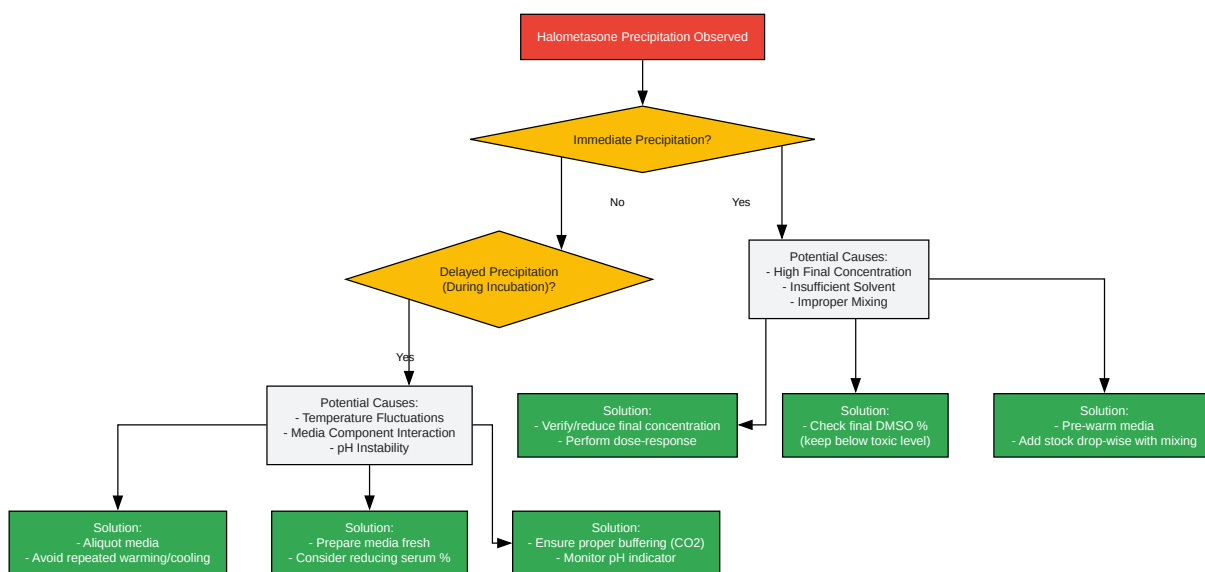 Halometasone Precipitation Observed
Immediate Precipitation?
No
Yes
Delayed Precipitation
(During Incubation)?
Potential Causes:
- High Final Concentration
- Insufficient Solvent
- Improper Mixing
Yes
Potential Causes:
- Temperature Fluctuations
- Media Component Interaction
- pH Instability
Solution:
- Verify/reduce final concentration
- Perform dose-response
Solution:
- Check final DMSO %
(keep below toxic level)
Solution:
- Pre-warm media
- Add stock drop-wise with mixing
Solution:
- Aliquot media
- Avoid repeated warming/cooling
Solution:
- Prepare media fresh
- Consider reducing serum %
Solution:
- Ensure proper buffering (CO2)
- Monitor pH indicator